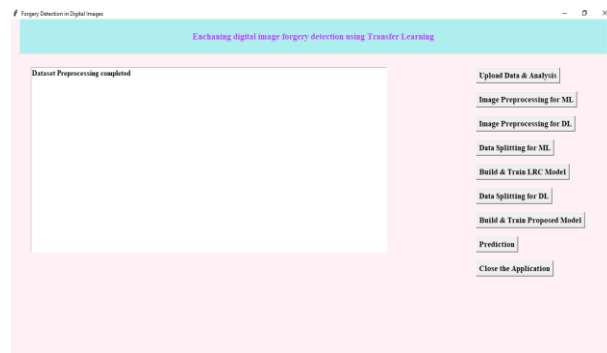 Forgery Detection in Digital Images
Enchaning digital image forgery detection using Transfer Learning
Dataset Preprocessing completed
Upload Data & Analysis
Image Preprocessing for ML
Image Preprocessing for DL
Data Splitting for ML
Build & Train LRC Model
Data Splitting for DL
Build & Train Proposed Model
Prediction
Close the Application